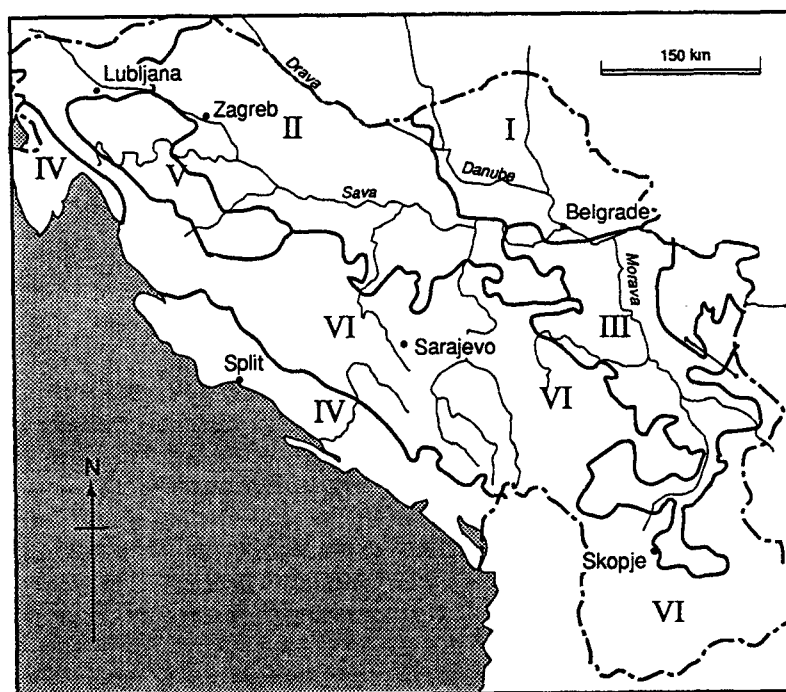 150 km
Lubljana
Drava
Zagreb
II
I
IV
V
Danube
Sava
Belgrade
Morava
VI
III
Sarajevo
Split
VI
IV
N
Skopje
VI